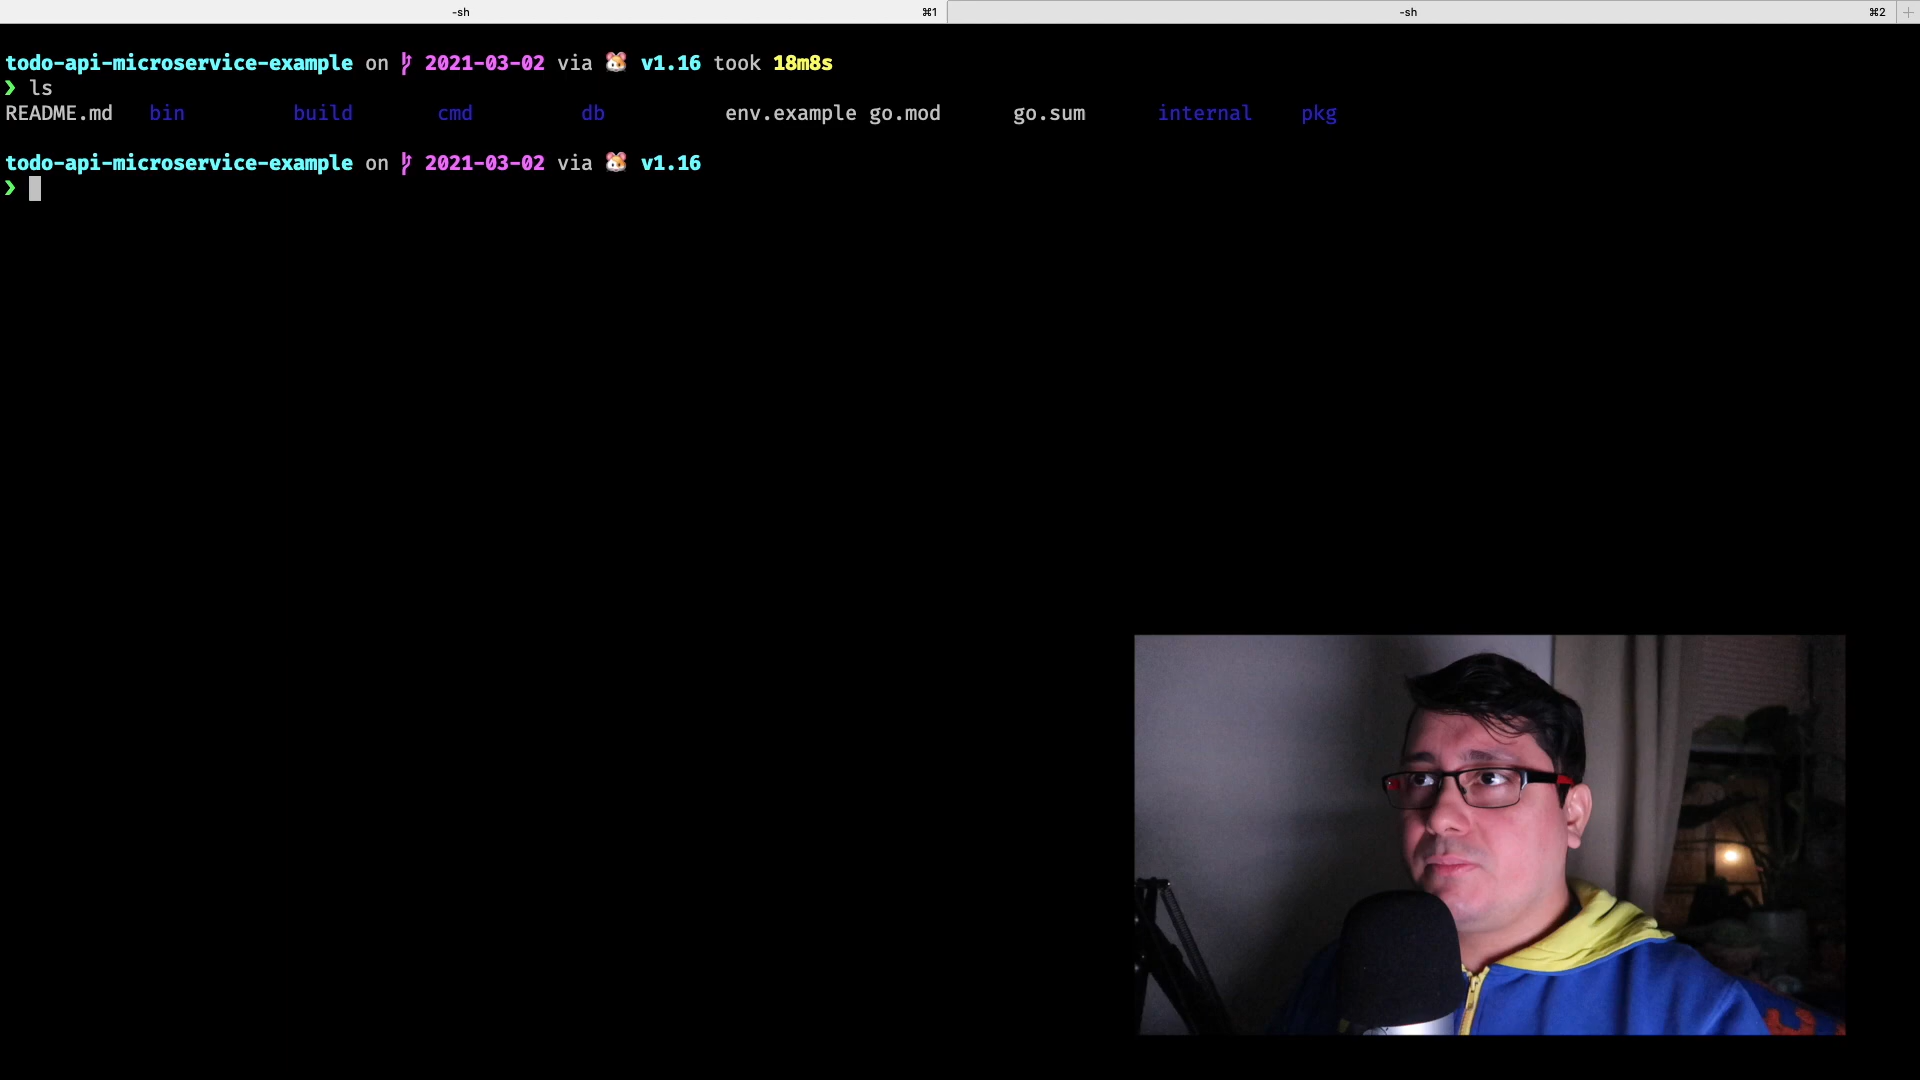 -sh ⌘1 -sh ⌘2 +
todo-api-microservice-example on 2021-03-02 via 🐹 v1.16 took 18m8s
❯ ls
README.md bin build cmd db env.example go.mod go.sum internal pkg
todo-api-microservice-example on 2021-03-02 via 🐹 v1.16
❯